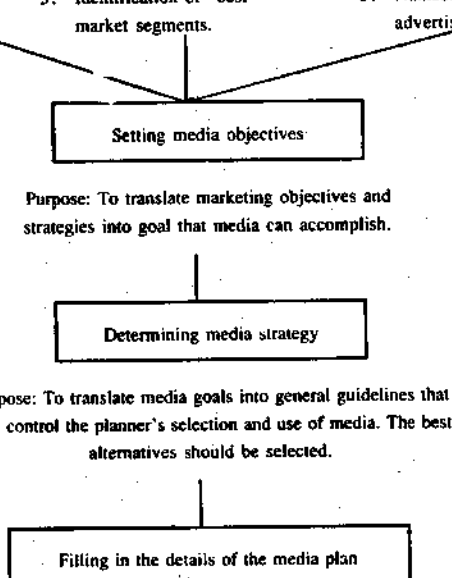 market segments.
Setting media objectives
Purpose: To translate marketing objectives and
strategies into goal that media can accomplish.
Determining media strategy
pose: To translate media goals into general guidelines that
control the planner's selection and use of media. The best
alternatives should be selected.
Filling in the details of the media plan